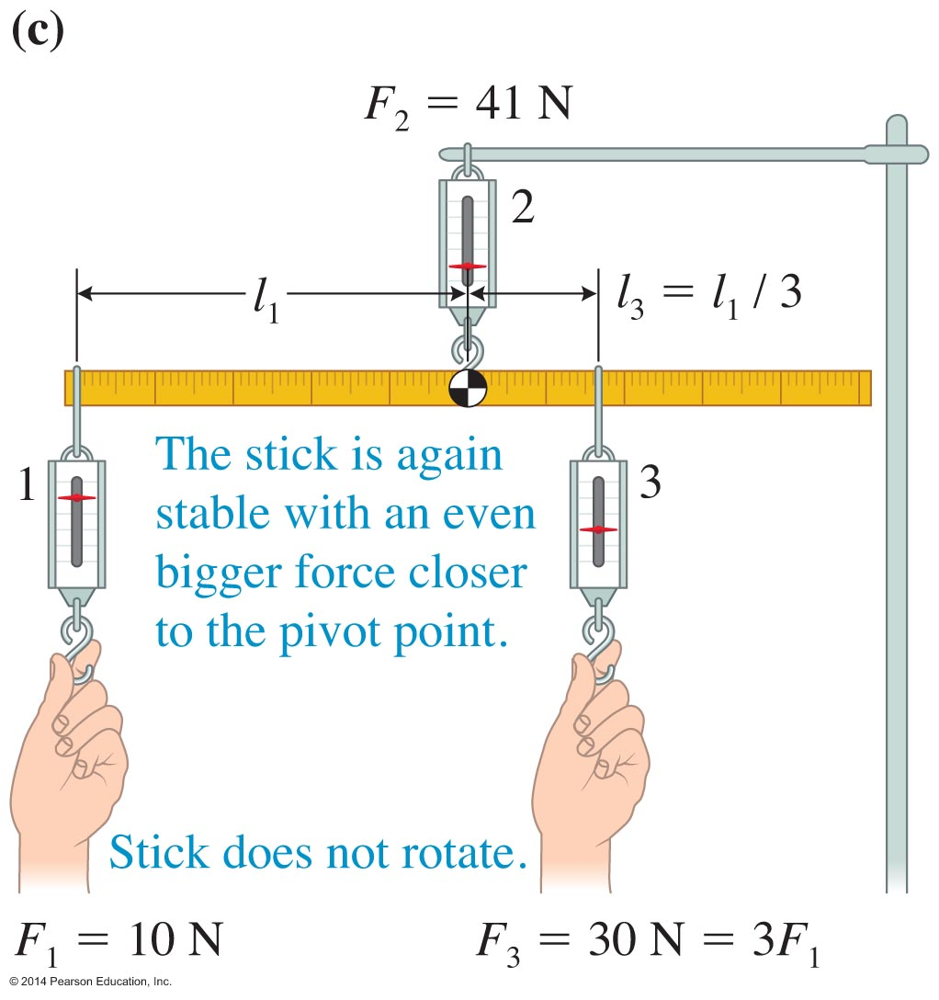 (c)
F₂ = 41 N
2
l₁
l₃ = l₁ / 3
1
The stick is again
stable with an even
bigger force closer
to the pivot point.
3
Stick does not rotate.
F₁ = 10 N
F₃ = 30 N = 3F₁
© 2014 Pearson Education, Inc.